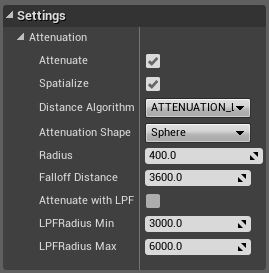 Settings
Attenuation
Attenuate
Spatialize
Distance Algorithm ATTENUATION_
Attenuation Shape Sphere
Radius 400.0
Falloff Distance 3600.0
Attenuate with LPF
LPFRadius Min 3000.0
LPFRadius Max 6000.0